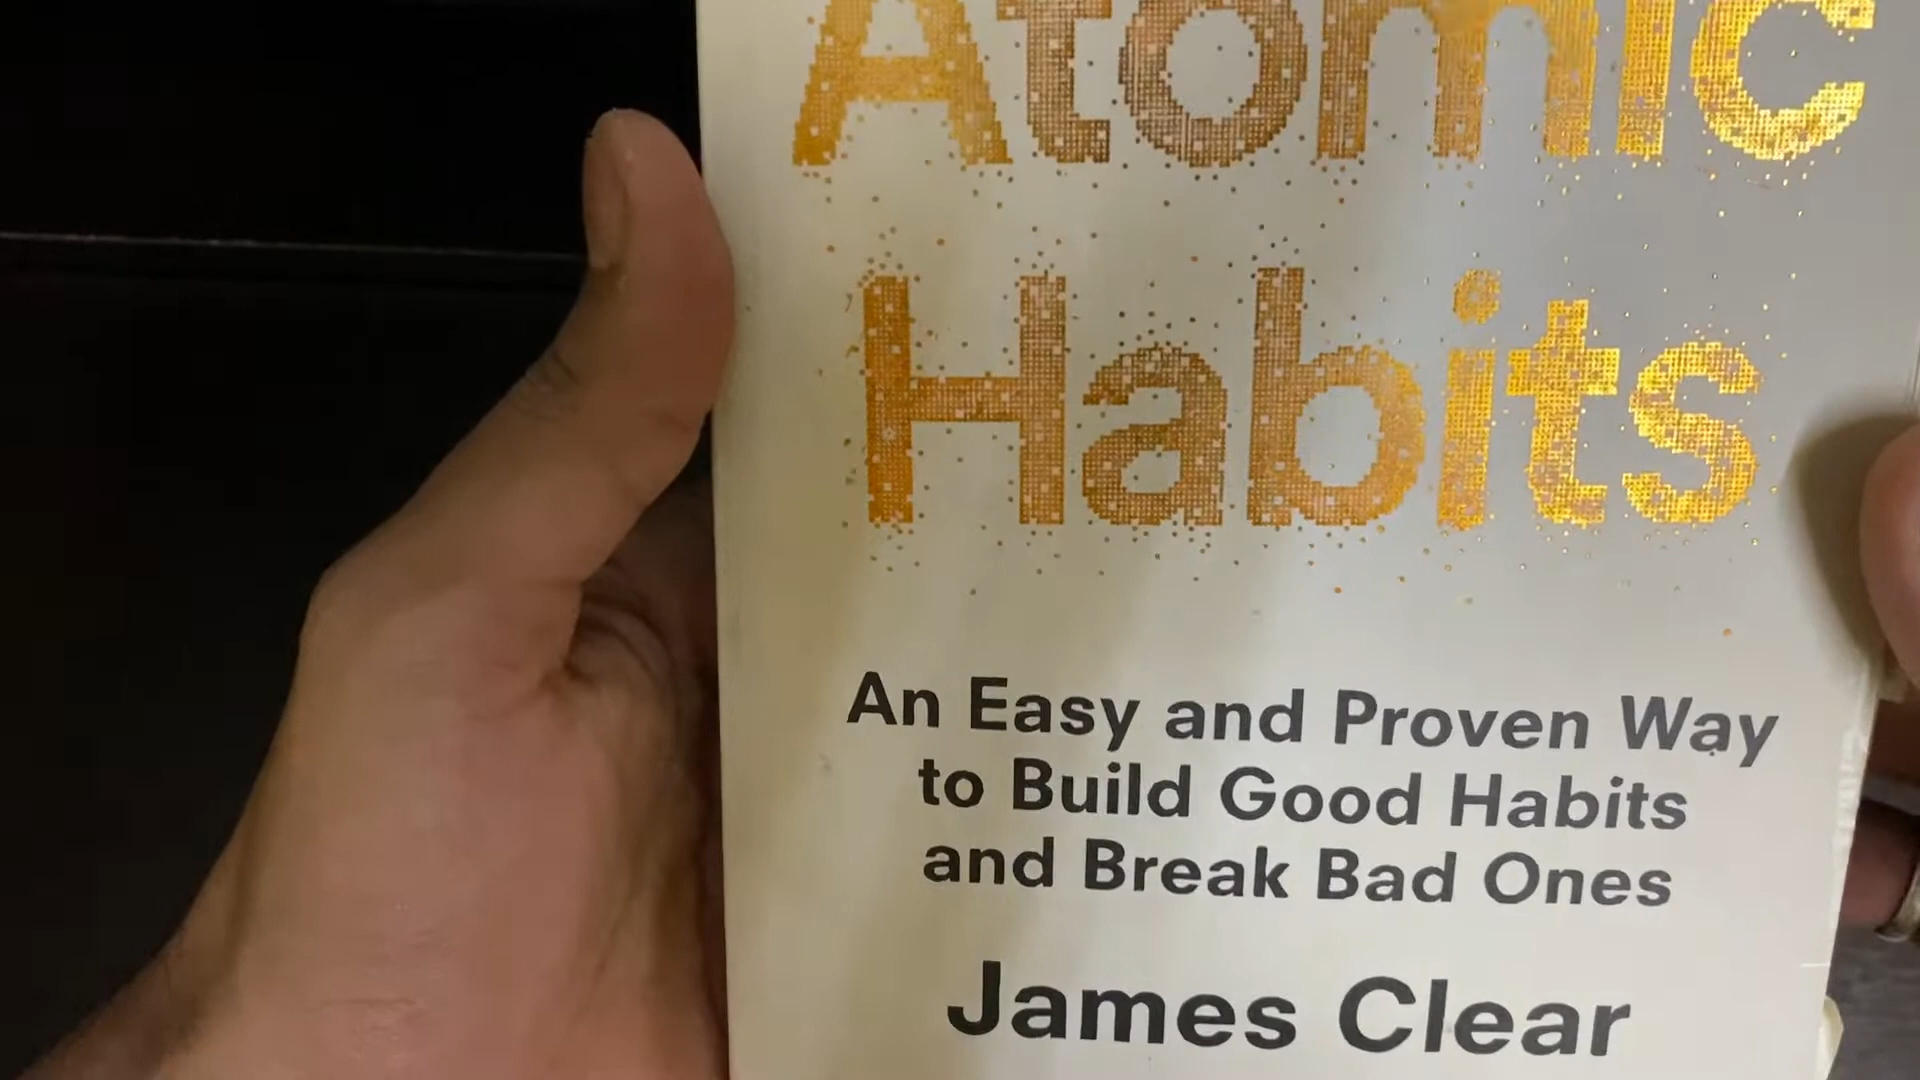 Atomic
Habits
An Easy and Proven Way
to Build Good Habits
and Break Bad Ones
James Clear